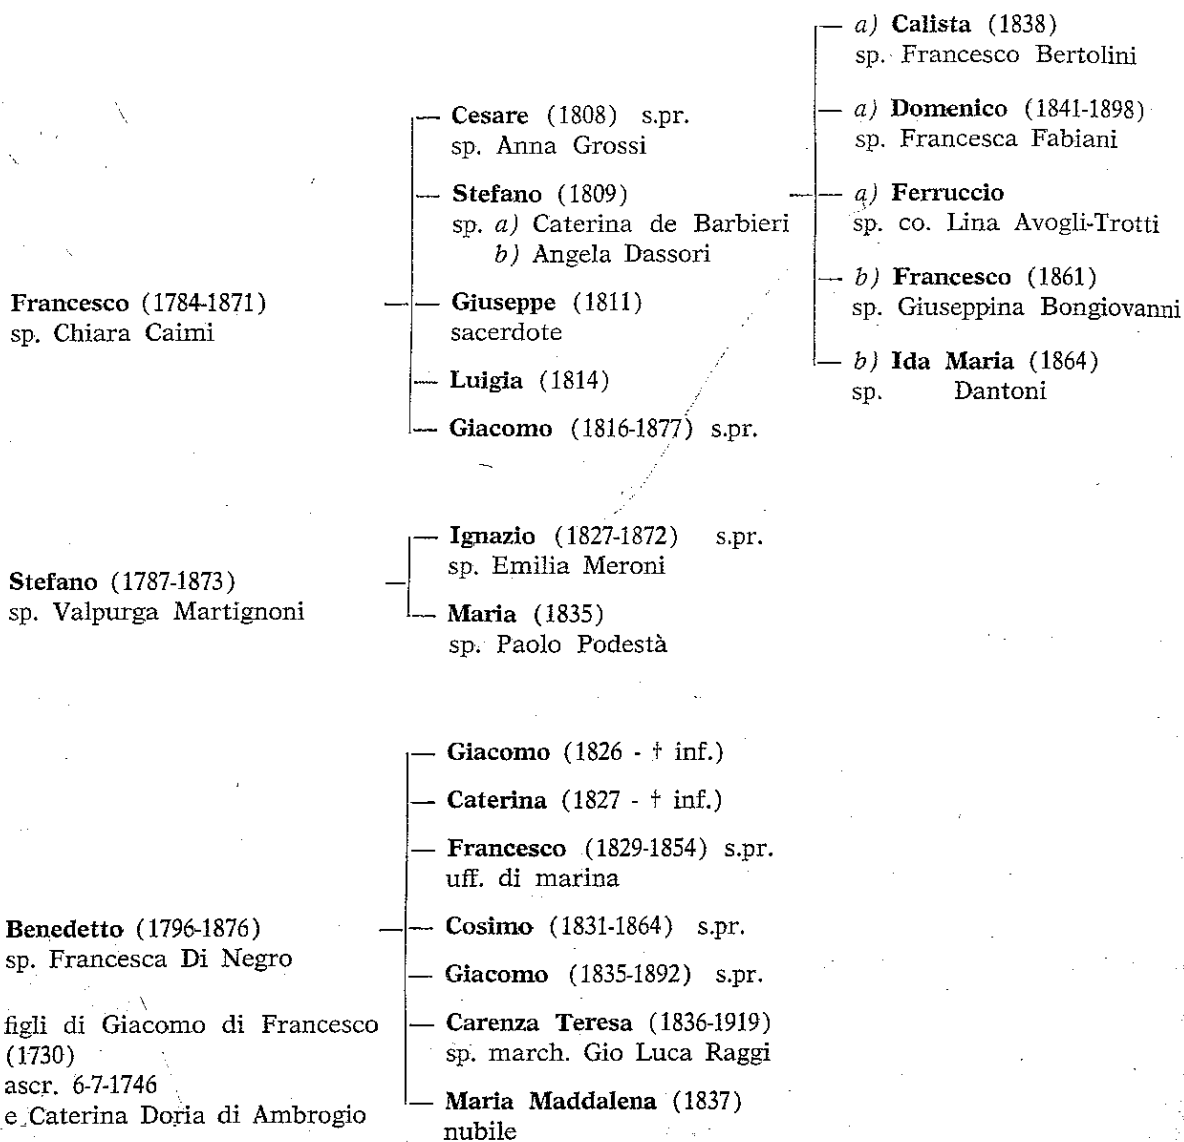 Francesco (1784-1871)
sp. Chiara Caimi
Cesare (1808) s.pr.
sp. Anna Grossi
Stefano (1809)
sp. a) Caterina de Barbieri
b) Angela Dassori
Giuseppe (1811)
sacerdote
Luigia (1814)
Giacomo (1816-1877) s.pr.
a) Calista (1838)
sp. Francesco Bertolini
a) Domenico (1841-1898)
sp. Francesca Fabiani
a) Ferruccio
sp. co. Lina Avogli-Trotti
b) Francesco (1861)
sp. Giuseppina Bongiovanni
b) Ida Maria (1864)
sp. Dantoni
Stefano (1787-1873)
sp. Valpurga Martignoni
Ignazio (1827-1872) s.pr.
sp. Emilia Meroni
Maria (1835)
sp. Paolo Podestà
Benedetto (1796-1876)
sp. Francesca Di Negro
figli di Giacomo di Francesco
(1730)
ascr. 6-7-1746
e Caterina Doria di Ambrogio
Giacomo (1826 - † inf.)
Caterina (1827 - † inf.)
Francesco (1829-1854) s.pr.
uff. di marina
Cosimo (1831-1864) s.pr.
Giacomo (1835-1892) s.pr.
Carenza Teresa (1836-1919)
sp. march. Gio Luca Raggi
Maria Maddalena (1837)
nubile